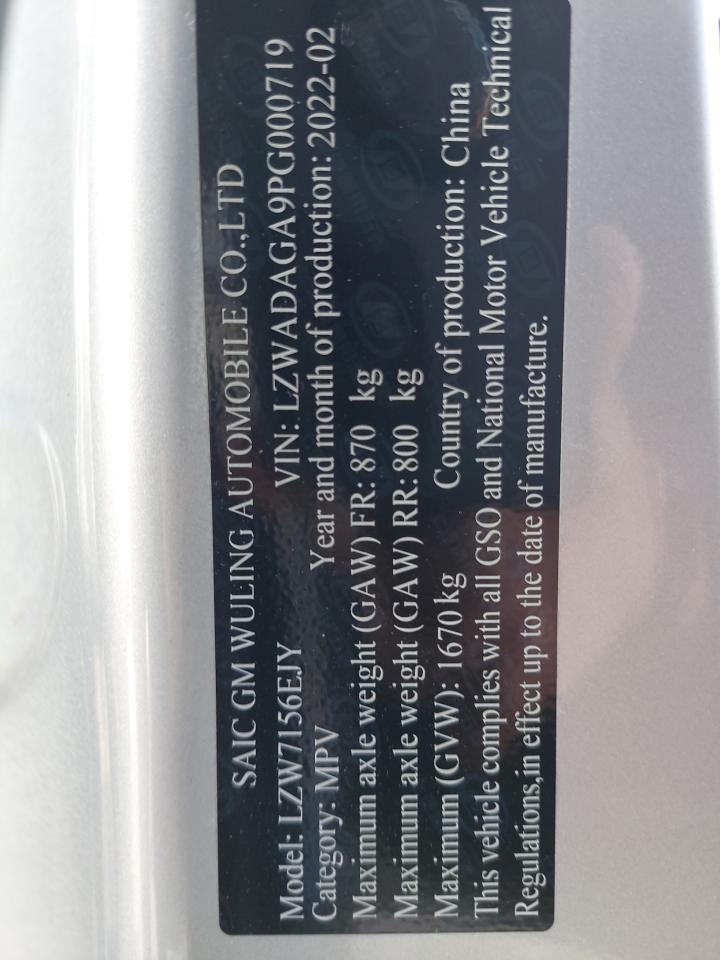 SAIC GM WULING AUTOMOBILE CO.,LTD
Model: LZW7156EJY VIN: LZWADAGA9PG000719
Category: MPV Year and month of production: 2022-02
Maximum axle weight (GAW) FR: 870 kg
Maximum axle weight (GAW) RR: 800 kg
Maximum (GVW): 1670 kg Country of production: China
This vehicle complies with all GSO and National Motor Vehicle Technical
Regulations,in effect up to the date of manufacture.